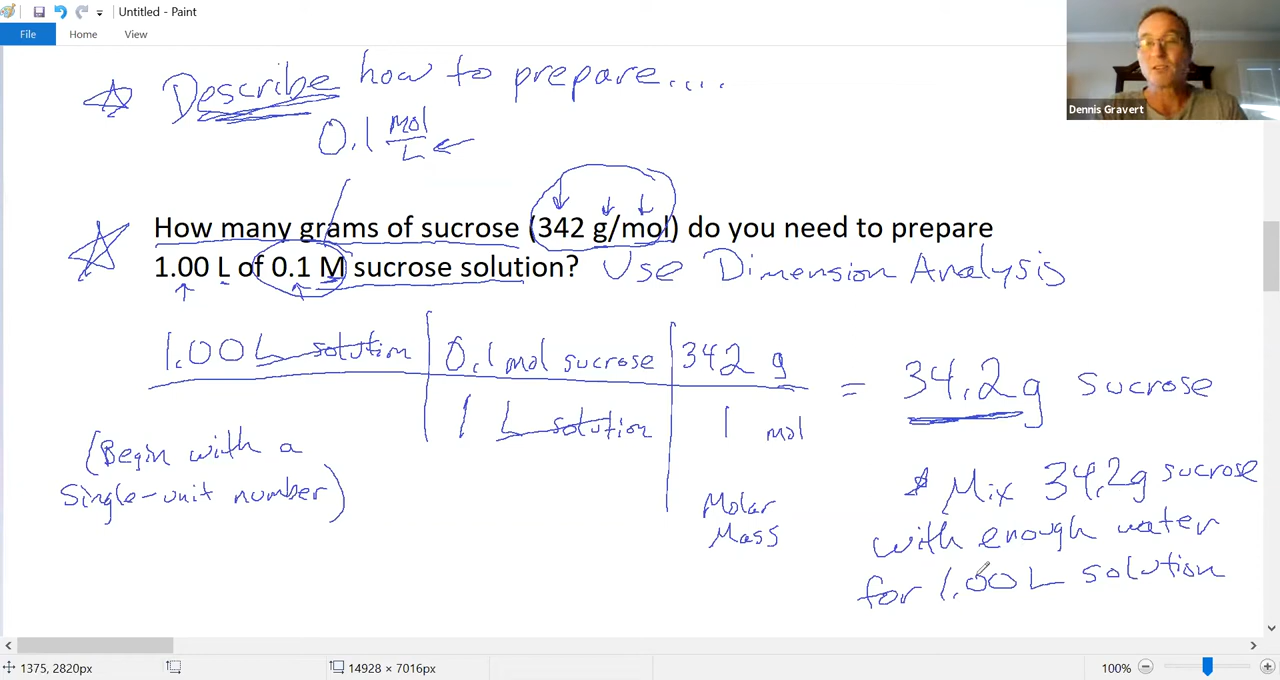 Untitled - Paint
File Home View
Dennis Gravert
Describe how to prepare....
0.1 mol
L
How many grams of sucrose (342 g/mol) do you need to prepare
1.00 L of 0.1 M sucrose solution? Use Dimension Analysis
1.00 L solution 0.1 mol sucrose 342 g
= 34.2g sucrose
1 L solution 1 mol
(Begin with a
single-unit number)
Molar
Mass
Mix 34.2g sucrose
with enough water
for 1.00 L solution
1375, 2820px 14928 × 7016px 100%